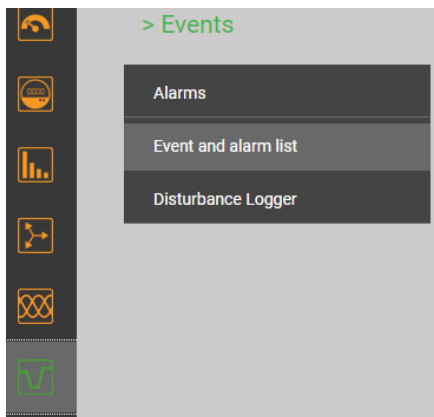 > Events
Alarms
Event and alarm list
Disturbance Logger